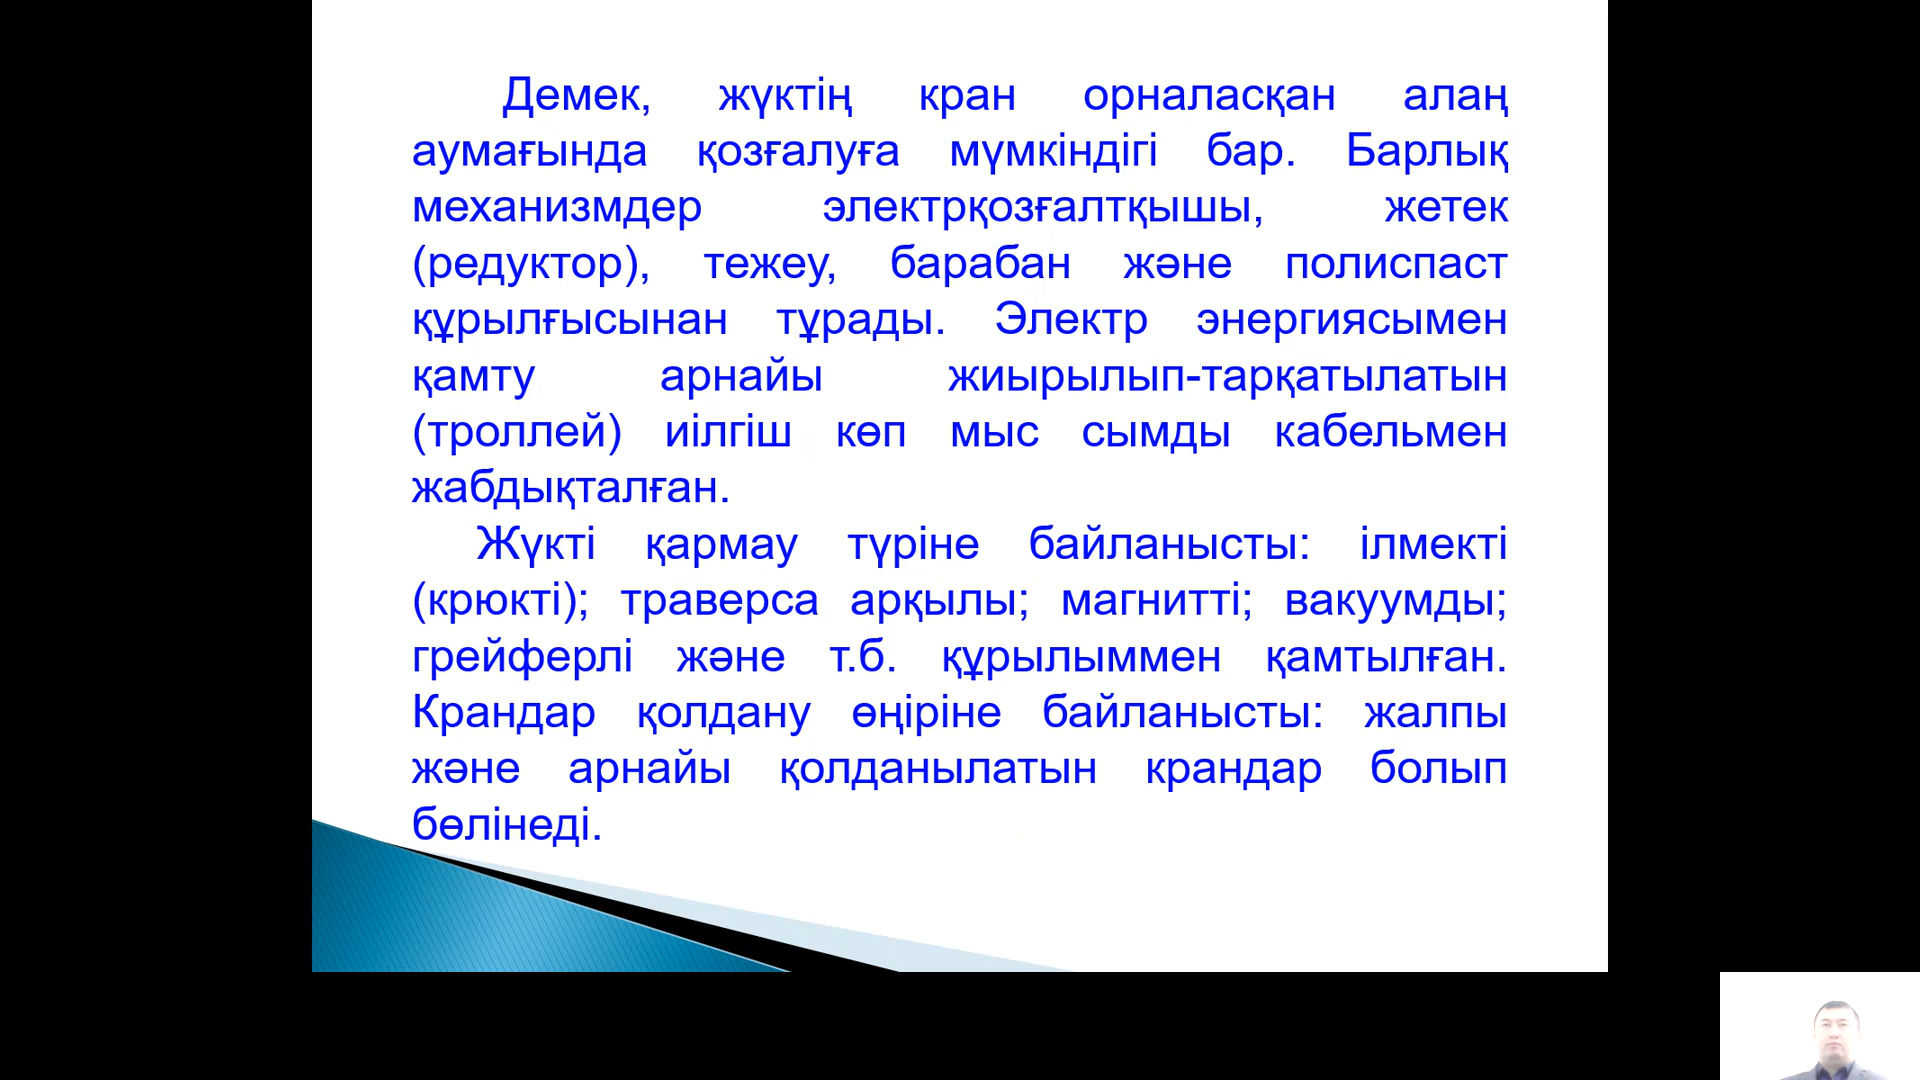 Демек, жүктің кран орналасқан алаң
аумағында қозғалуға мүмкіндігі бар. Барлық
механизмдер электрқозғалтқышы, жетек
(редуктор), тежеу, барабан және полиспаст
құрылғысынан тұрады. Электр энергиясымен
қамту арнайы жиырылып-тарқатылатын
(троллей) иілгіш көп мыс сымды кабельмен
жабдықталған.
Жүкті қармау түріне байланысты: ілмекті
(крюкті); траверса арқылы; магнитті; вакуумды;
грейферлі және т.б. құрылыммен қамтылған.
Крандар қолдану өңіріне байланысты: жалпы
және арнайы қолданылатын крандар болып
бөлінеді.